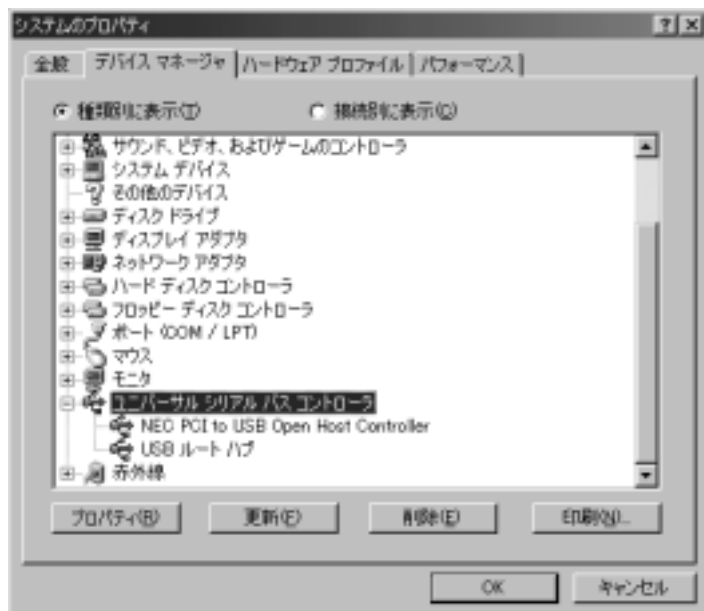 システムのプロパティ
全般 デバイス マネージャ ハードウェア プロファイル パフォーマンス
種類別に表示(T) 接続別に表示(C)
サウンド、ビデオ、およびゲームのコントローラ
システム デバイス
その他のデバイス
ディスク ドライブ
ディスプレイ アダプタ
ネットワーク アダプタ
ハード ディスク コントローラ
フロッピー ディスク コントローラ
ポート (COM / LPT)
マウス
モニタ
ユニバーサル シリアル バス コントローラ
NEC PCI to USB Open Host Controller
USB ルート ハブ
赤外線
プロパティ(R) 更新(F) 削除(E) 印刷(N)...
OK キャンセル